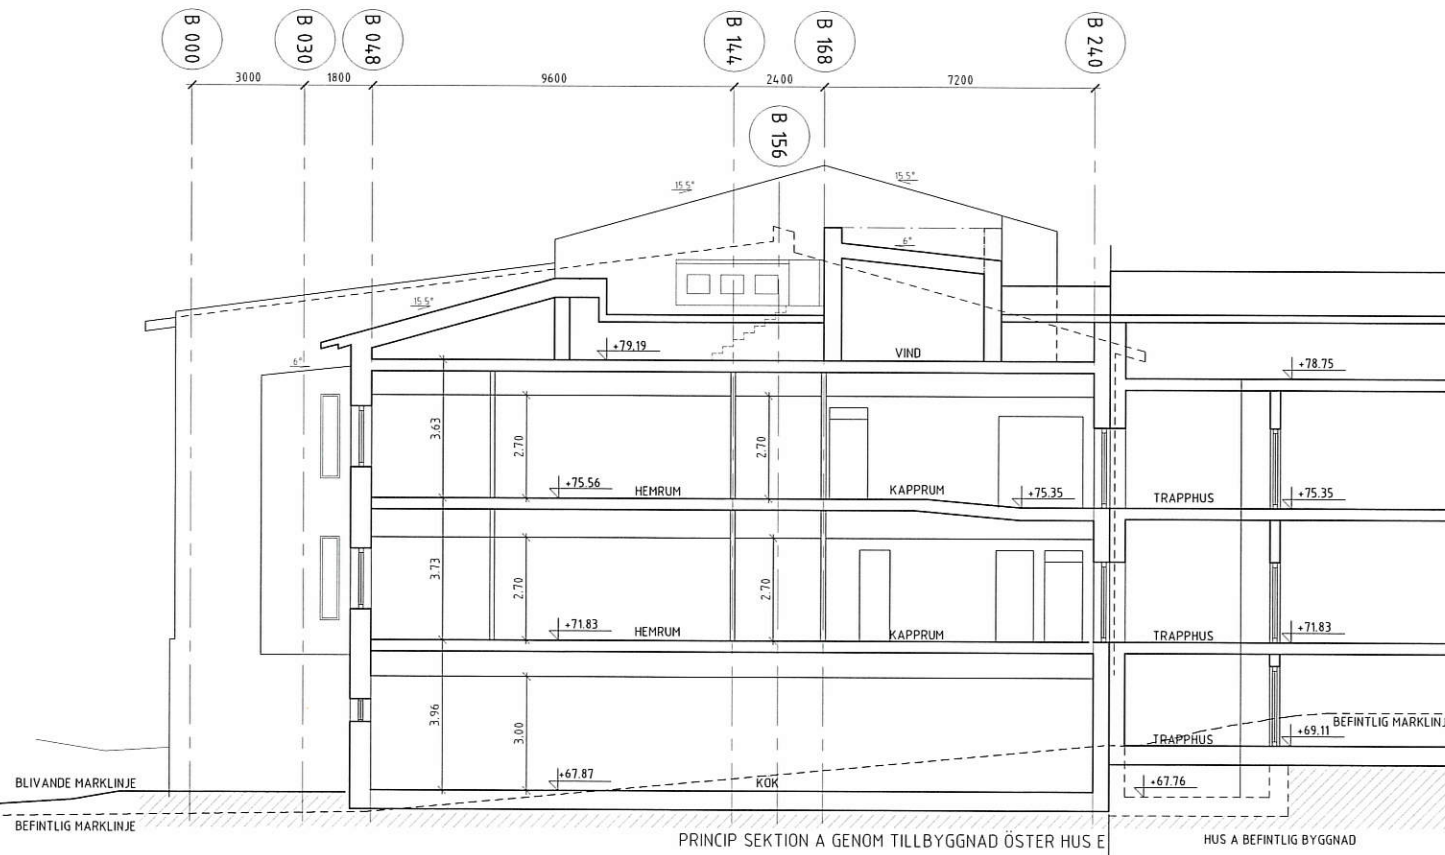 B 000
B 030
B 048
B 144
B 168
B 240
3000
1800
9600
2400
7200
B 156
15.5°
15.5°
6°
15.5°
+79.19
VIND
6°
+78.75
3.63
2.70
2.70
+75.56
HEMRUM
KAPPRUM
+75.35
TRAPPHUS
+75.35
3.73
2.70
2.70
+71.83
HEMRUM
KAPPRUM
TRAPPHUS
+71.83
3.96
3.00
BEFINTLIG MARKLINJ
+69.11
TRAPPHUS
+67.87
KÖK
+67.76
BLIVANDE MARKLINJE
BEFINTLIG MARKLINJE
PRINCIP SEKTION A GENOM TILLBYGGNAD ÖSTER HUS E
HUS A BEFINTLIG BYGGNAD